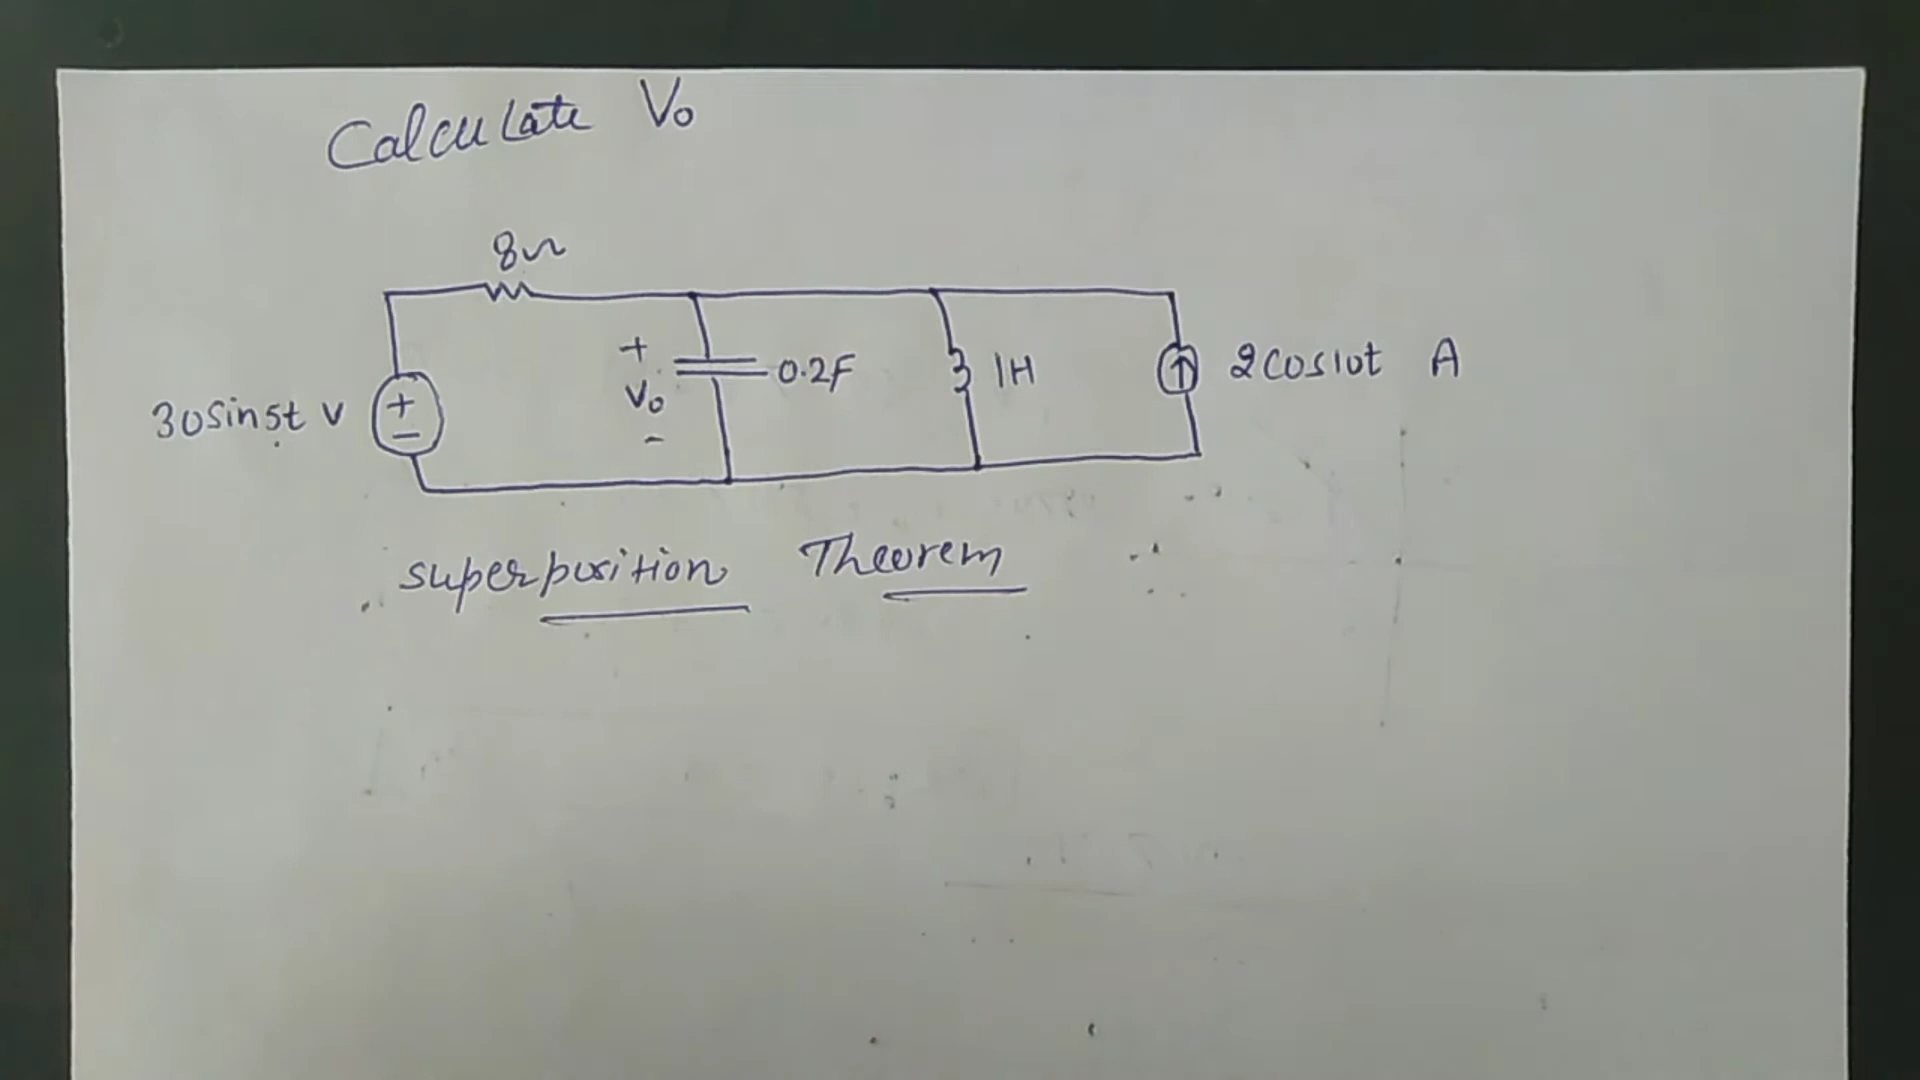 Calculate Vo
8Ω
30sin5t V
+
-
+
Vo
-
0.2F
1H
2cos10t A
superposition Theorem